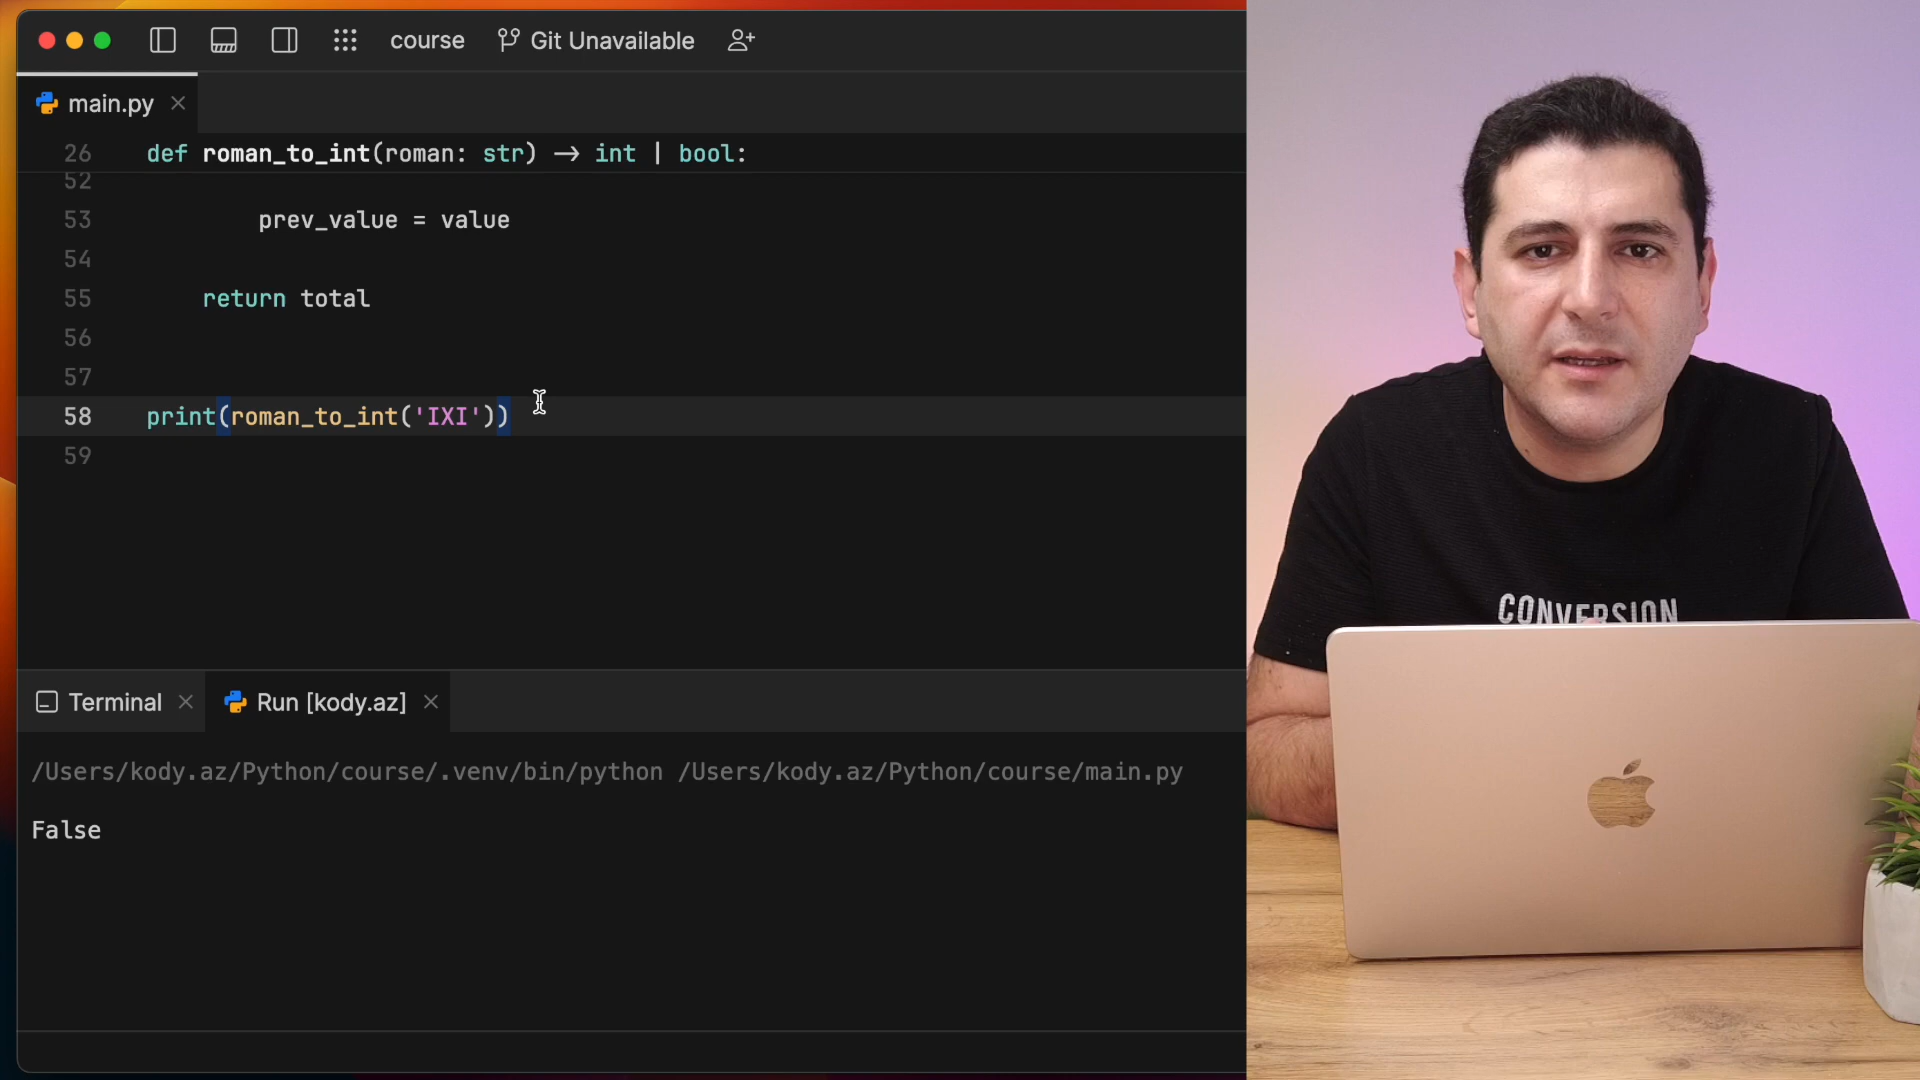 course Git Unavailable
main.py
26 def roman_to_int(roman: str) → int | bool:
52
53 prev_value = value
54
55 return total
56
57
58 print(roman_to_int('IXI'))
59
Terminal Run [kody.az]
/Users/kody.az/Python/course/.venv/bin/python /Users/kody.az/Python/course/main.py
False
CONVERSION